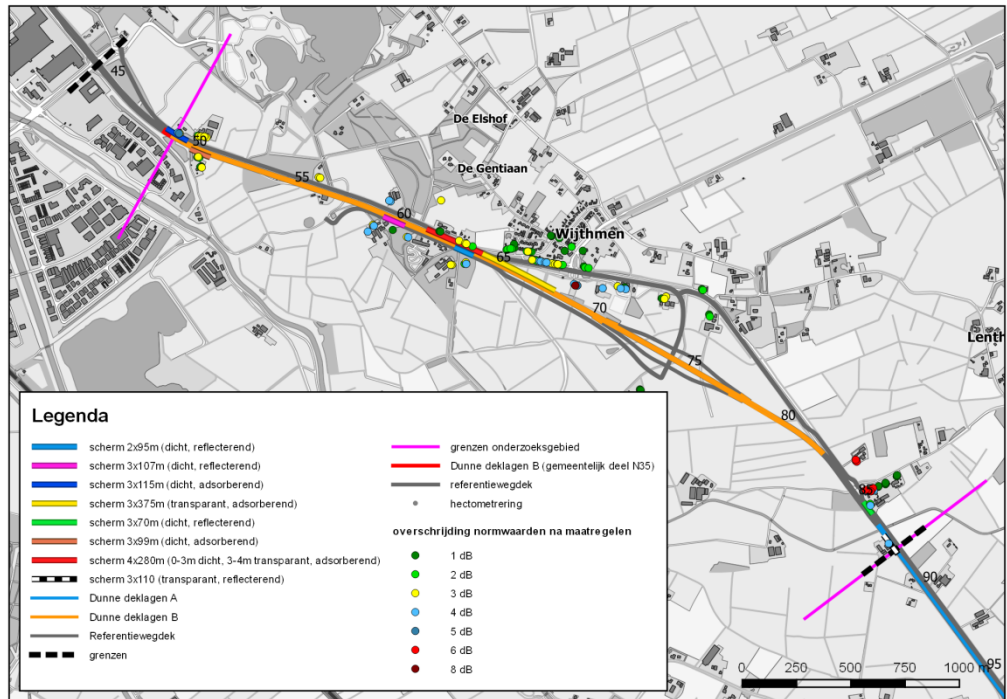 45
50
De Elshof
De Gentiaan
55
60
Wijthmen
65
70
Lenth
75
80
85
90
95
Legenda
scherm 2x95m (dicht, reflecterend)
scherm 3x107m (dicht, reflecterend)
scherm 3x115m (dicht, adsorberend)
scherm 3x375m (transparant, adsorberend)
scherm 3x70m (dicht, reflecterend)
scherm 3x99m (dicht, adsorberend)
scherm 4x280m (0-3m dicht, 3-4m transparant, adsorberend)
scherm 3x110 (transparant, reflecterend)
Dunne deklagen A
Dunne deklagen B
Referentiewegdek
grenzen
grenzen onderzoeksgebied
Dunne deklagen B (gemeentelijk deel N35)
referentiewegdek
hectometrering
overschrijding normwaarden na maatregelen
1 dB
2 dB
3 dB
4 dB
5 dB
6 dB
8 dB
0 250 500 750 1000 m